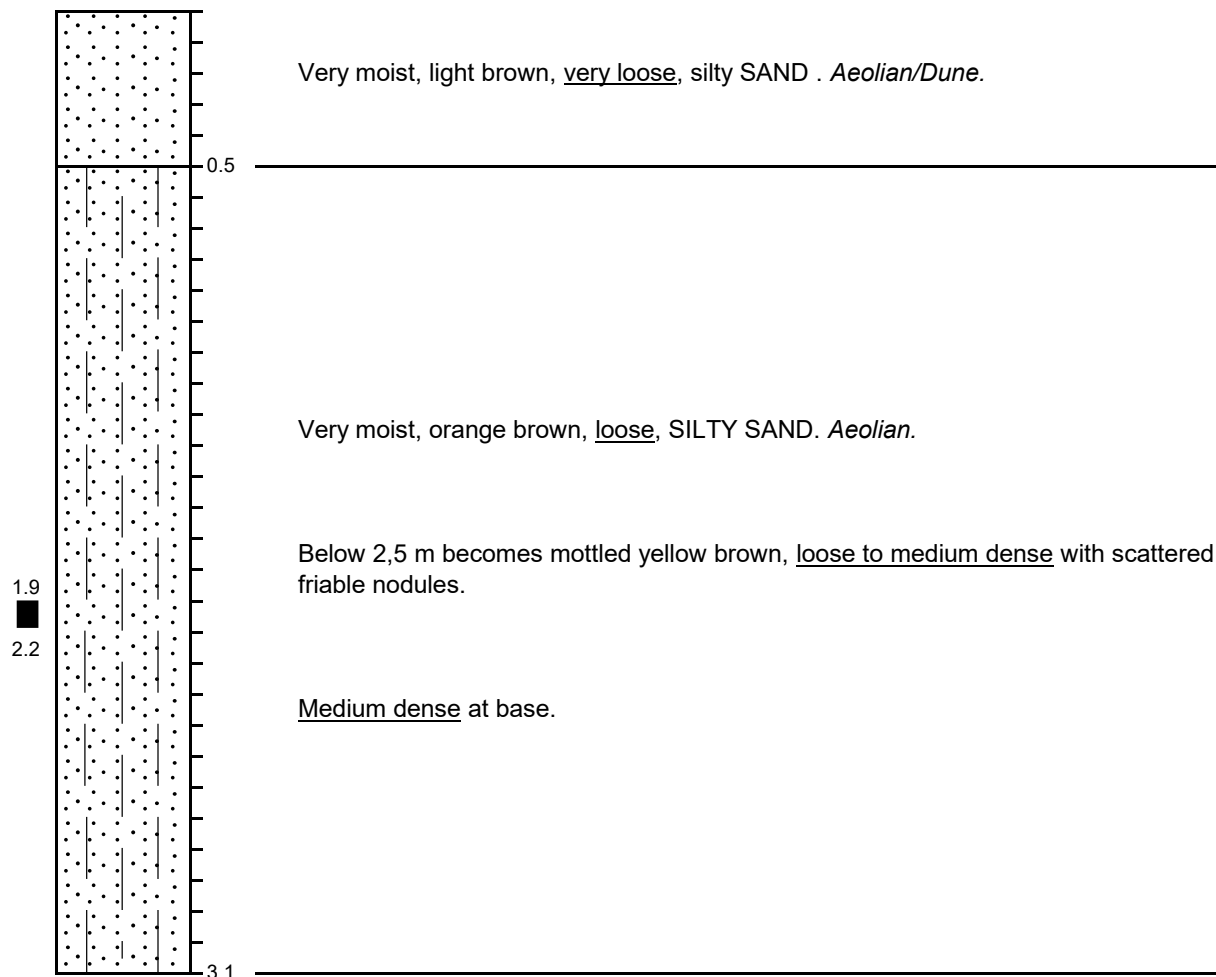 Very moist, light brown, very loose, silty SAND . Aeolian/Dune.
0.5
Very moist, orange brown, loose, SILTY SAND. Aeolian.
Below 2,5 m becomes mottled yellow brown, loose to medium dense with scattered
friable nodules.
1.9
2.2
Medium dense at base.
3.1